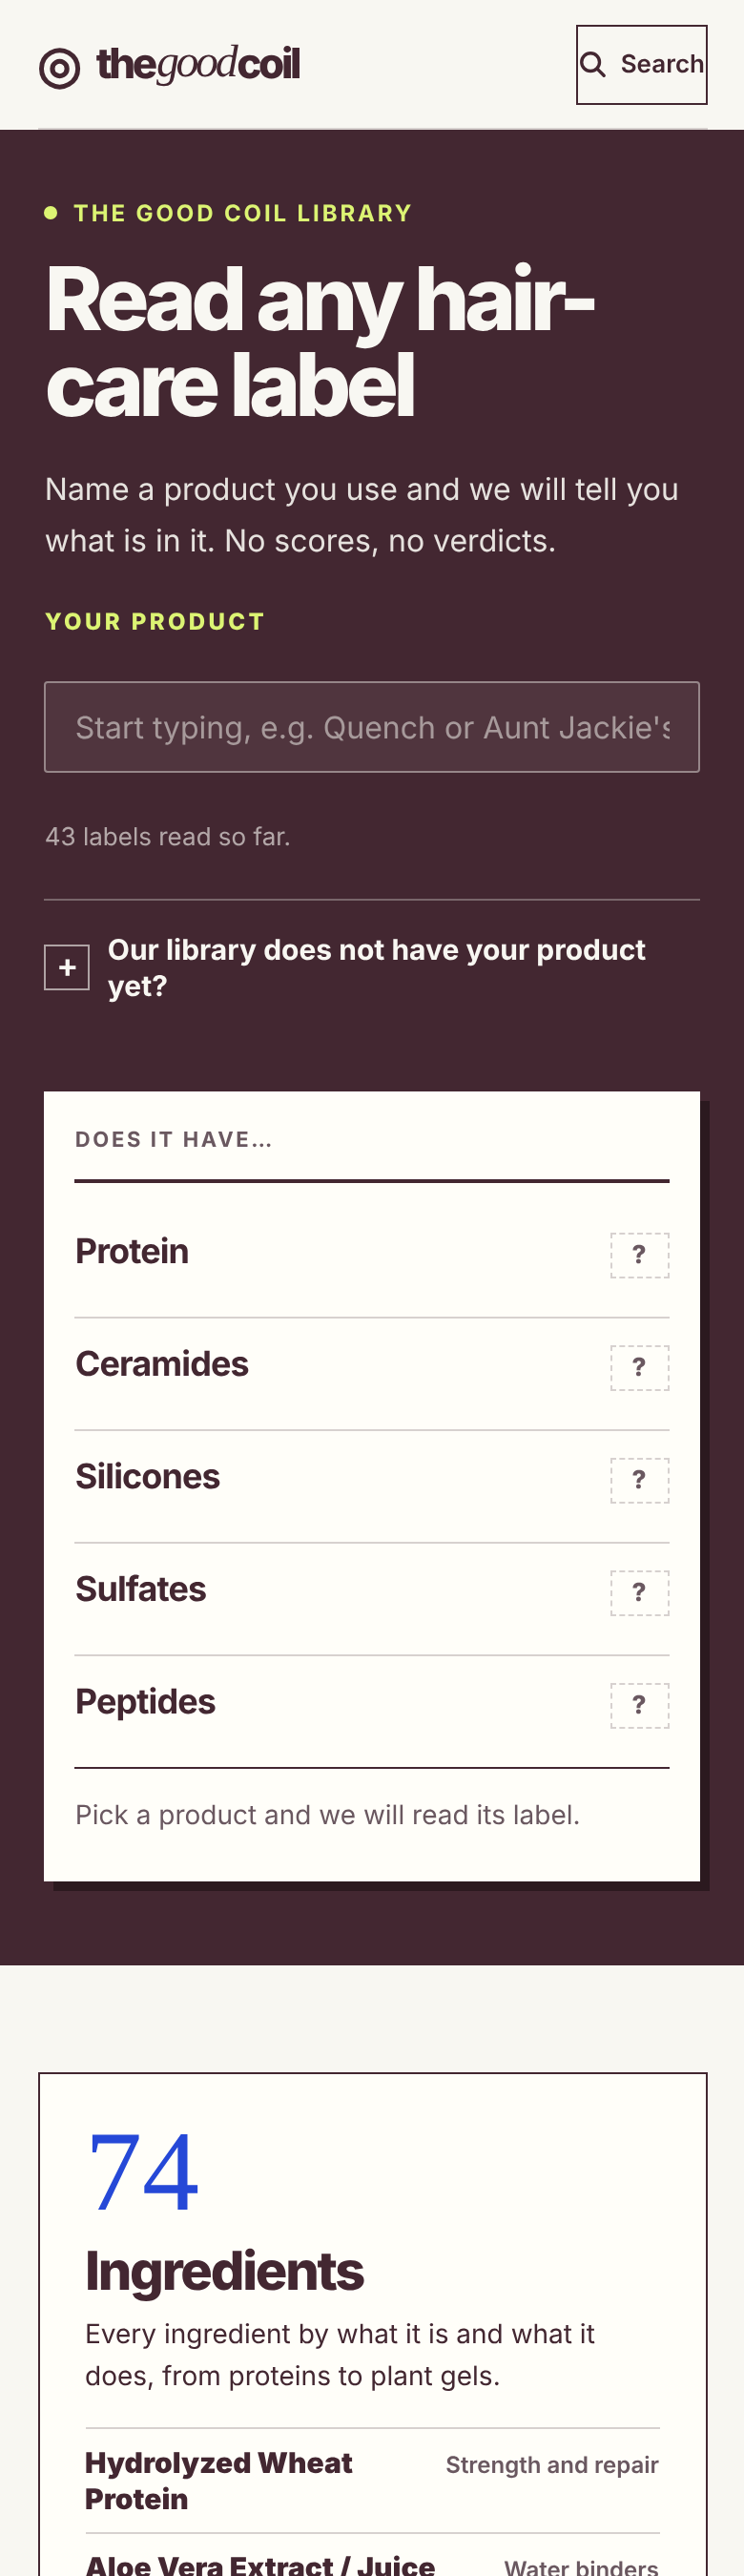 thegoodcoil
Search
THE GOOD COIL LIBRARY
Read any hair-
care label
Name a product you use and we will tell you
what is in it. No scores, no verdicts.
YOUR PRODUCT
Start typing, e.g. Quench or Aunt Jackie's
43 labels read so far.
+ Our library does not have your product
yet?
DOES IT HAVE...
Protein ?
Ceramides ?
Silicones ?
Sulfates ?
Peptides ?
Pick a product and we will read its label.
74
Ingredients
Every ingredient by what it is and what it
does, from proteins to plant gels.
Hydrolyzed Wheat Strength and repair
Protein
Aloe Vera Extract / Juice Water binders